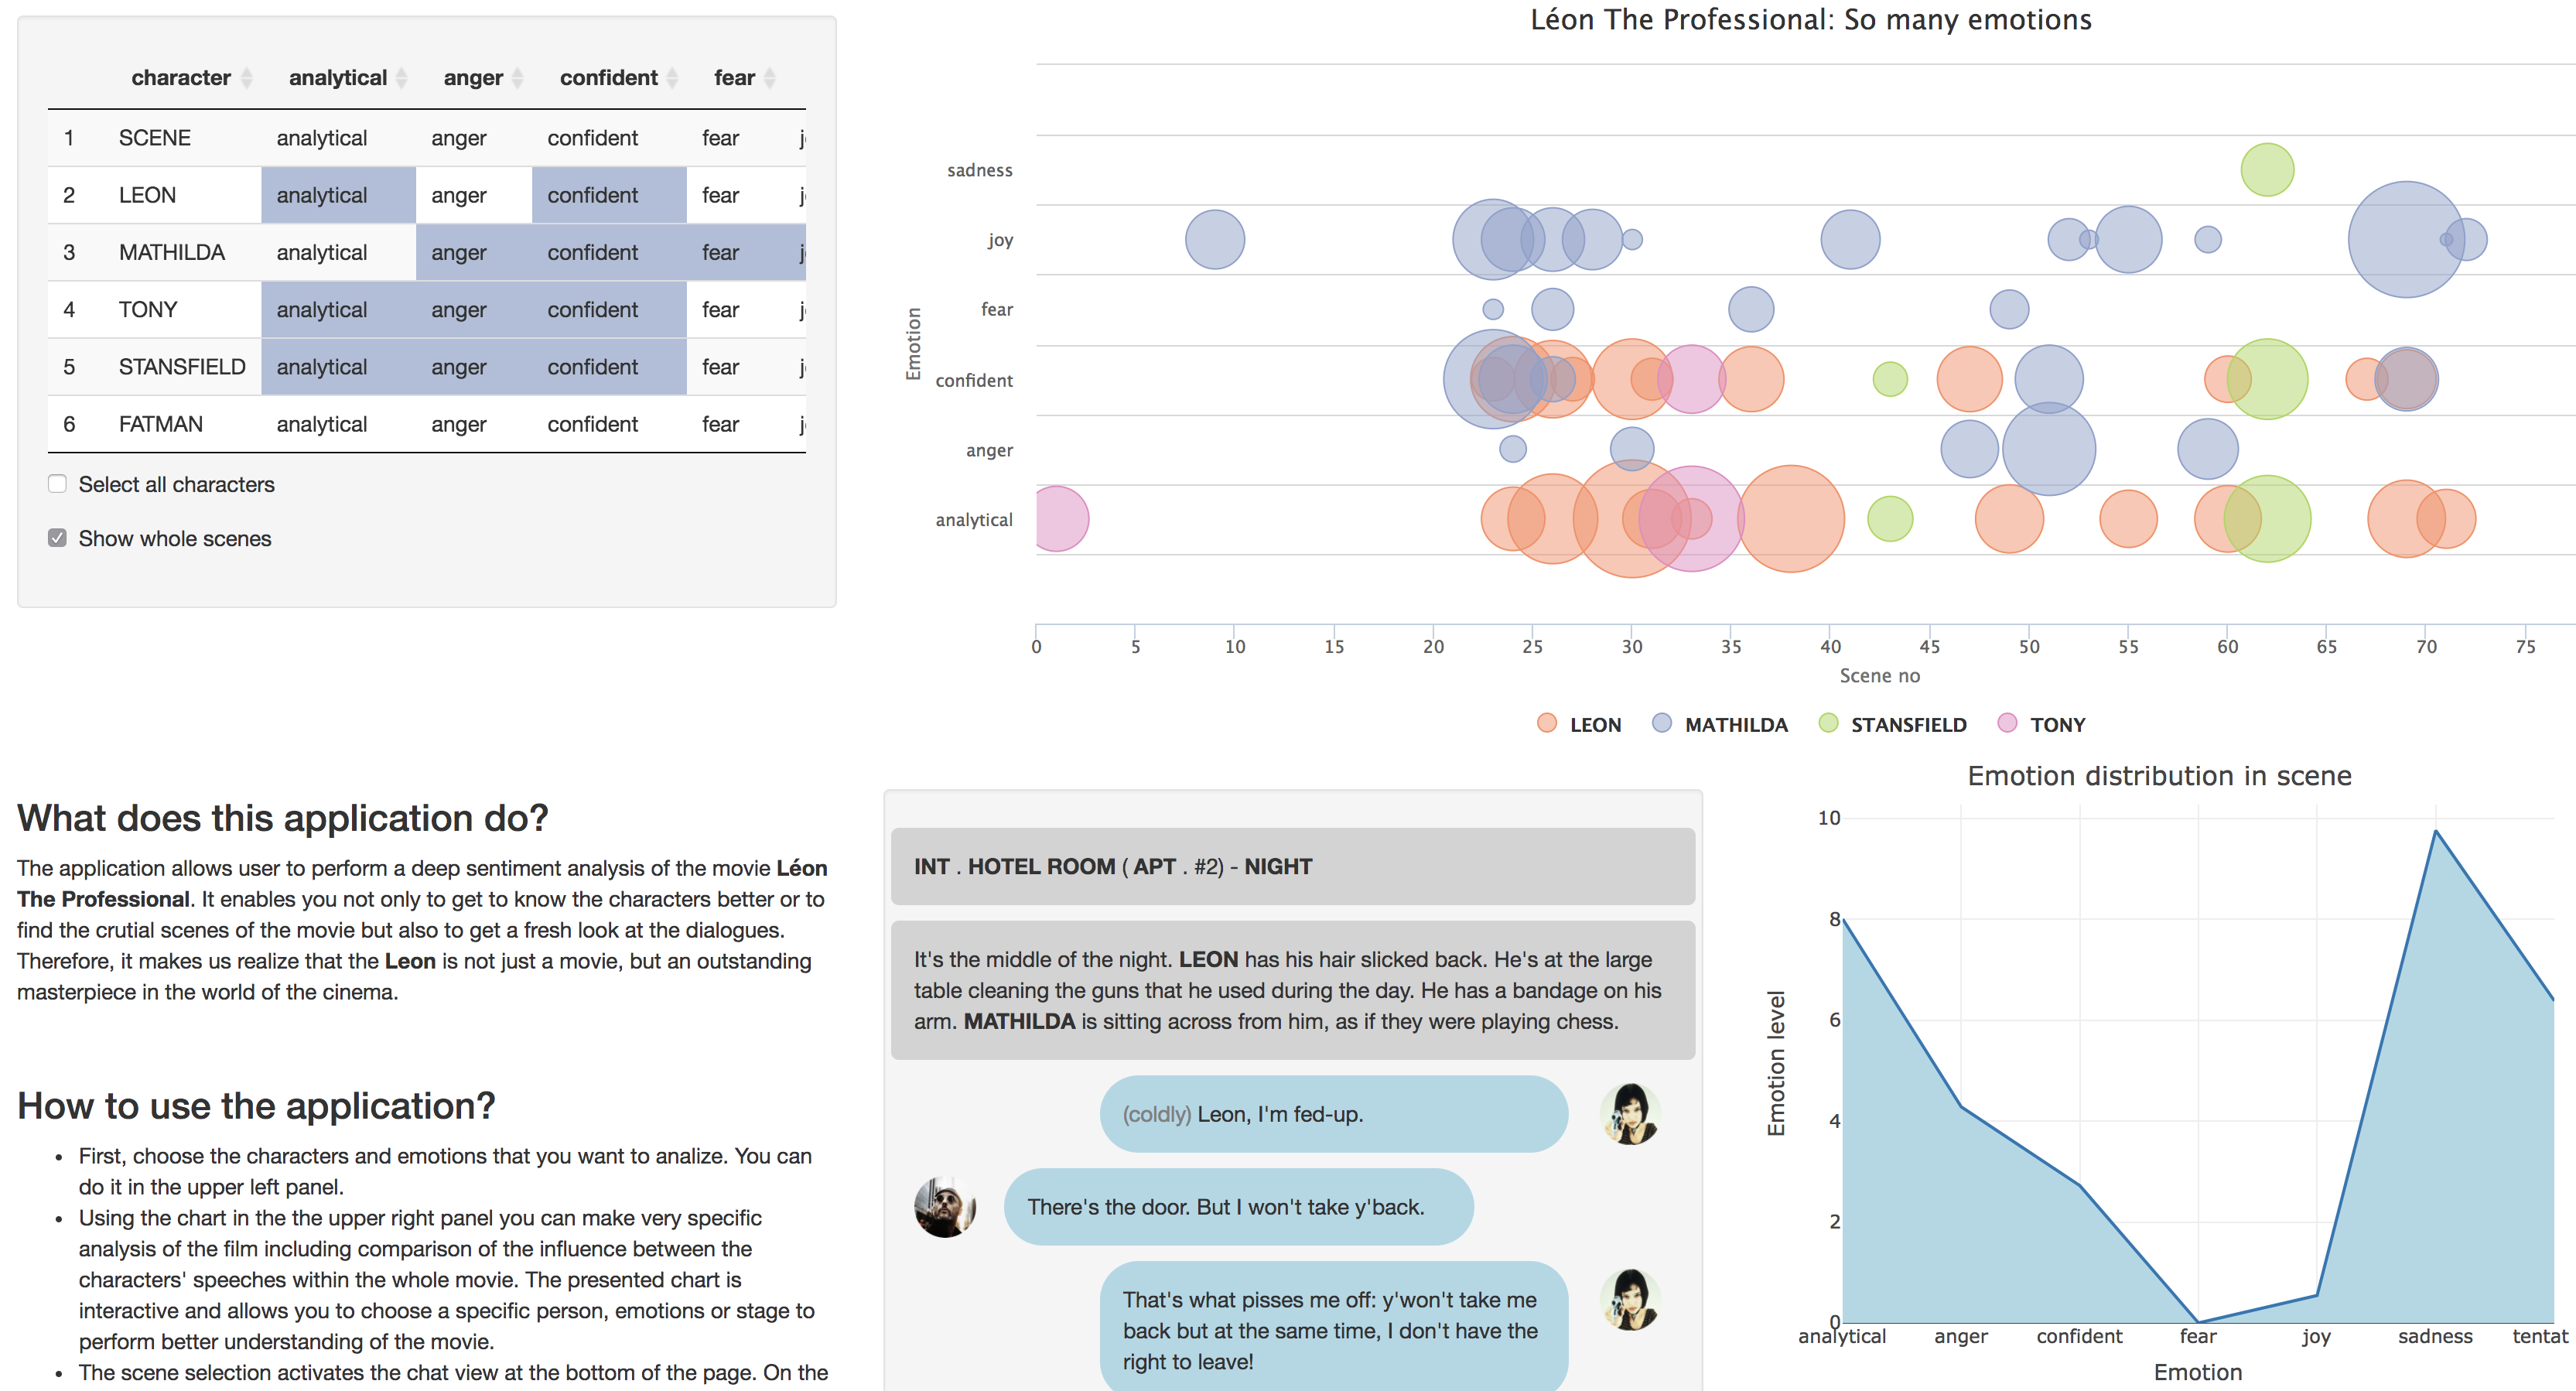 character analytical anger confident fear
1 SCENE analytical anger confident fear
2 LEON analytical anger confident fear
3 MATHILDA analytical anger confident fear
4 TONY analytical anger confident fear
5 STANSFIELD analytical anger confident fear
6 FATMAN analytical anger confident fear
Select all characters
Show whole scenes
Léon The Professional: So many emotions
Emotion
sadness
joy
fear
confident
anger
analytical
0 5 10 15 20 25 30 35 40 45 50 55 60 65 70 75
Scene no
LEON MATHILDA STANSFIELD TONY
What does this application do?
The application allows user to perform a deep sentiment analysis of the movie Léon
The Professional. It enables you not only to get to know the characters better or to
find the crutial scenes of the movie but also to get a fresh look at the dialogues.
Therefore, it makes us realize that the Leon is not just a movie, but an outstanding
masterpiece in the world of the cinema.
How to use the application?
• First, choose the characters and emotions that you want to analize. You can
do it in the upper left panel.
• Using the chart in the the upper right panel you can make very specific
analysis of the film including comparison of the influence between the
characters' speeches within the whole movie. The presented chart is
interactive and allows you to choose a specific person, emotions or stage to
perform better understanding of the movie.
• The scene selection activates the chat view at the bottom of the page. On the
INT . HOTEL ROOM ( APT . #2) - NIGHT
It's the middle of the night. LEON has his hair slicked back. He's at the large
table cleaning the guns that he used during the day. He has a bandage on his
arm. MATHILDA is sitting across from him, as if they were playing chess.
(coldly) Leon, I'm fed-up.
There's the door. But I won't take y'back.
That's what pisses me off: y'won't take me
back but at the same time, I don't have the
right to leave!
Emotion distribution in scene
Emotion level
10
8
6
4
2
0
analytical anger confident fear joy sadness tentat
Emotion